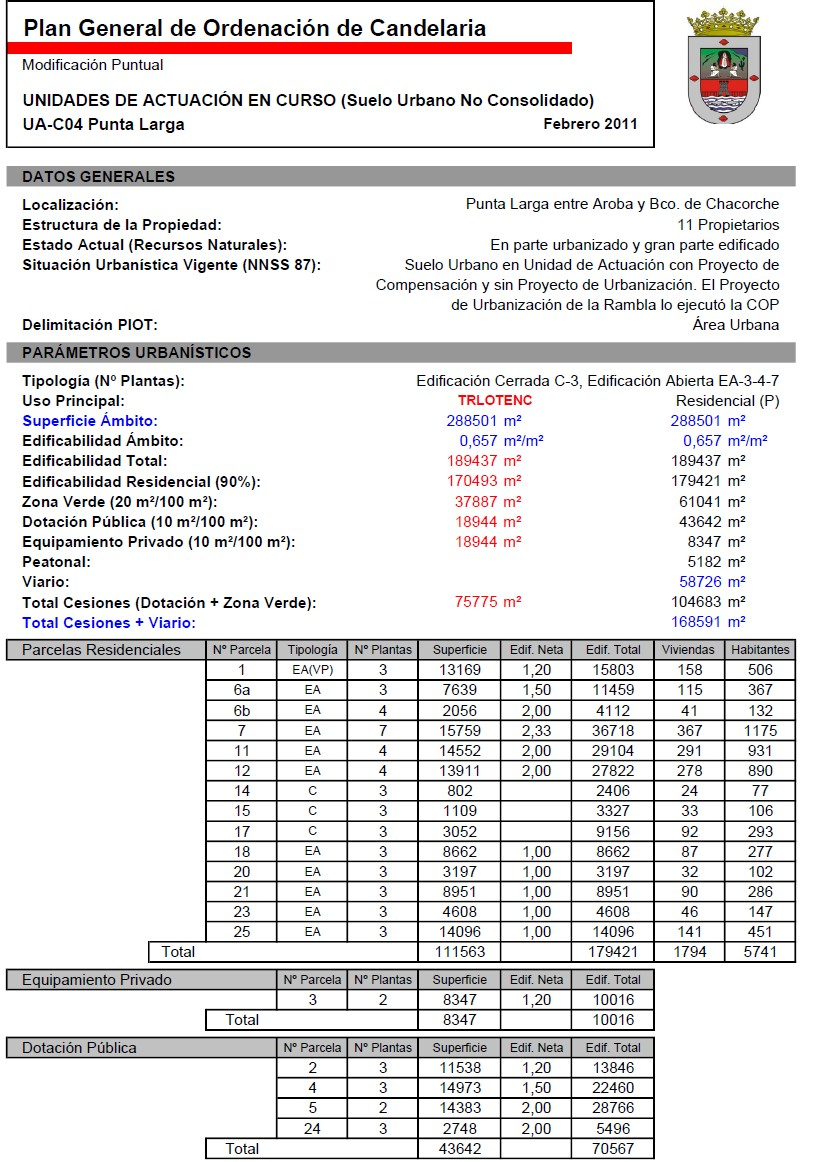 Plan General de Ordenación de Candelaria
Modificación Puntual
UNIDADES DE ACTUACIÓN EN CURSO (Suelo Urbano No Consolidado)
UA-C04 Punta Larga Febrero 2011
DATOS GENERALES
Localización: Punta Larga entre Aroba y Bco. de Chacorche
Estructura de la Propiedad: 11 Propietarios
Estado Actual (Recursos Naturales): En parte urbanizado y gran parte edificado
Situación Urbanística Vigente (NNSS 87): Suelo Urbano en Unidad de Actuación con Proyecto de
Compensación y sin Proyecto de Urbanización. El Proyecto
de Urbanización de la Rambla lo ejecutó la COP
Delimitación PIOT: Área Urbana
PARÁMETROS URBANÍSTICOS
Tipología (Nº Plantas): Edificación Cerrada C-3, Edificación Abierta EA-3-4-7
Uso Principal: TRLOTENC Residencial (P)
Superficie Ámbito: 288501 m² 288501 m²
Edificabilidad Ámbito: 0,657 m²/m² 0,657 m²/m²
Edificabilidad Total: 189437 m² 189437 m²
Edificabilidad Residencial (90%): 170493 m² 179421 m²
Zona Verde (20 m²/100 m²): 37887 m² 61041 m²
Dotación Pública (10 m²/100 m²): 18944 m² 43642 m²
Equipamiento Privado (10 m²/100 m²): 18944 m² 8347 m²
Peatonal: 5182 m²
Viario: 58726 m²
Total Cesiones (Dotación + Zona Verde): 75775 m² 104683 m²
Total Cesiones + Viario: 168591 m²
Parcelas Residenciales Nº Parcela Tipología Nº Plantas Superficie Edif. Neta Edif. Total Viviendas Habitantes
1 EA(VP) 3 13169 1,20 15803 158 506
6a EA 3 7639 1,50 11459 115 367
6b EA 4 2056 2,00 4112 41 132
7 EA 7 15759 2,33 36718 367 1175
11 EA 4 14552 2,00 29104 291 931
12 EA 4 13911 2,00 27822 278 890
14 C 3 802 2406 24 77
15 C 3 1109 3327 33 106
17 C 3 3052 9156 92 293
18 EA 3 8662 1,00 8662 87 277
20 EA 3 3197 1,00 3197 32 102
21 EA 3 8951 1,00 8951 90 286
23 EA 3 4608 1,00 4608 46 147
25 EA 3 14096 1,00 14096 141 451
Total 111563 179421 1794 5741
Equipamiento Privado Nº Parcela Nº Plantas Superficie Edif. Neta Edif. Total
3 2 8347 1,20 10016
Total 8347 10016
Dotación Pública Nº Parcela Nº Plantas Superficie Edif. Neta Edif. Total
2 3 11538 1,20 13846
4 3 14973 1,50 22460
5 2 14383 2,00 28766
24 3 2748 2,00 5496
Total 43642 70567